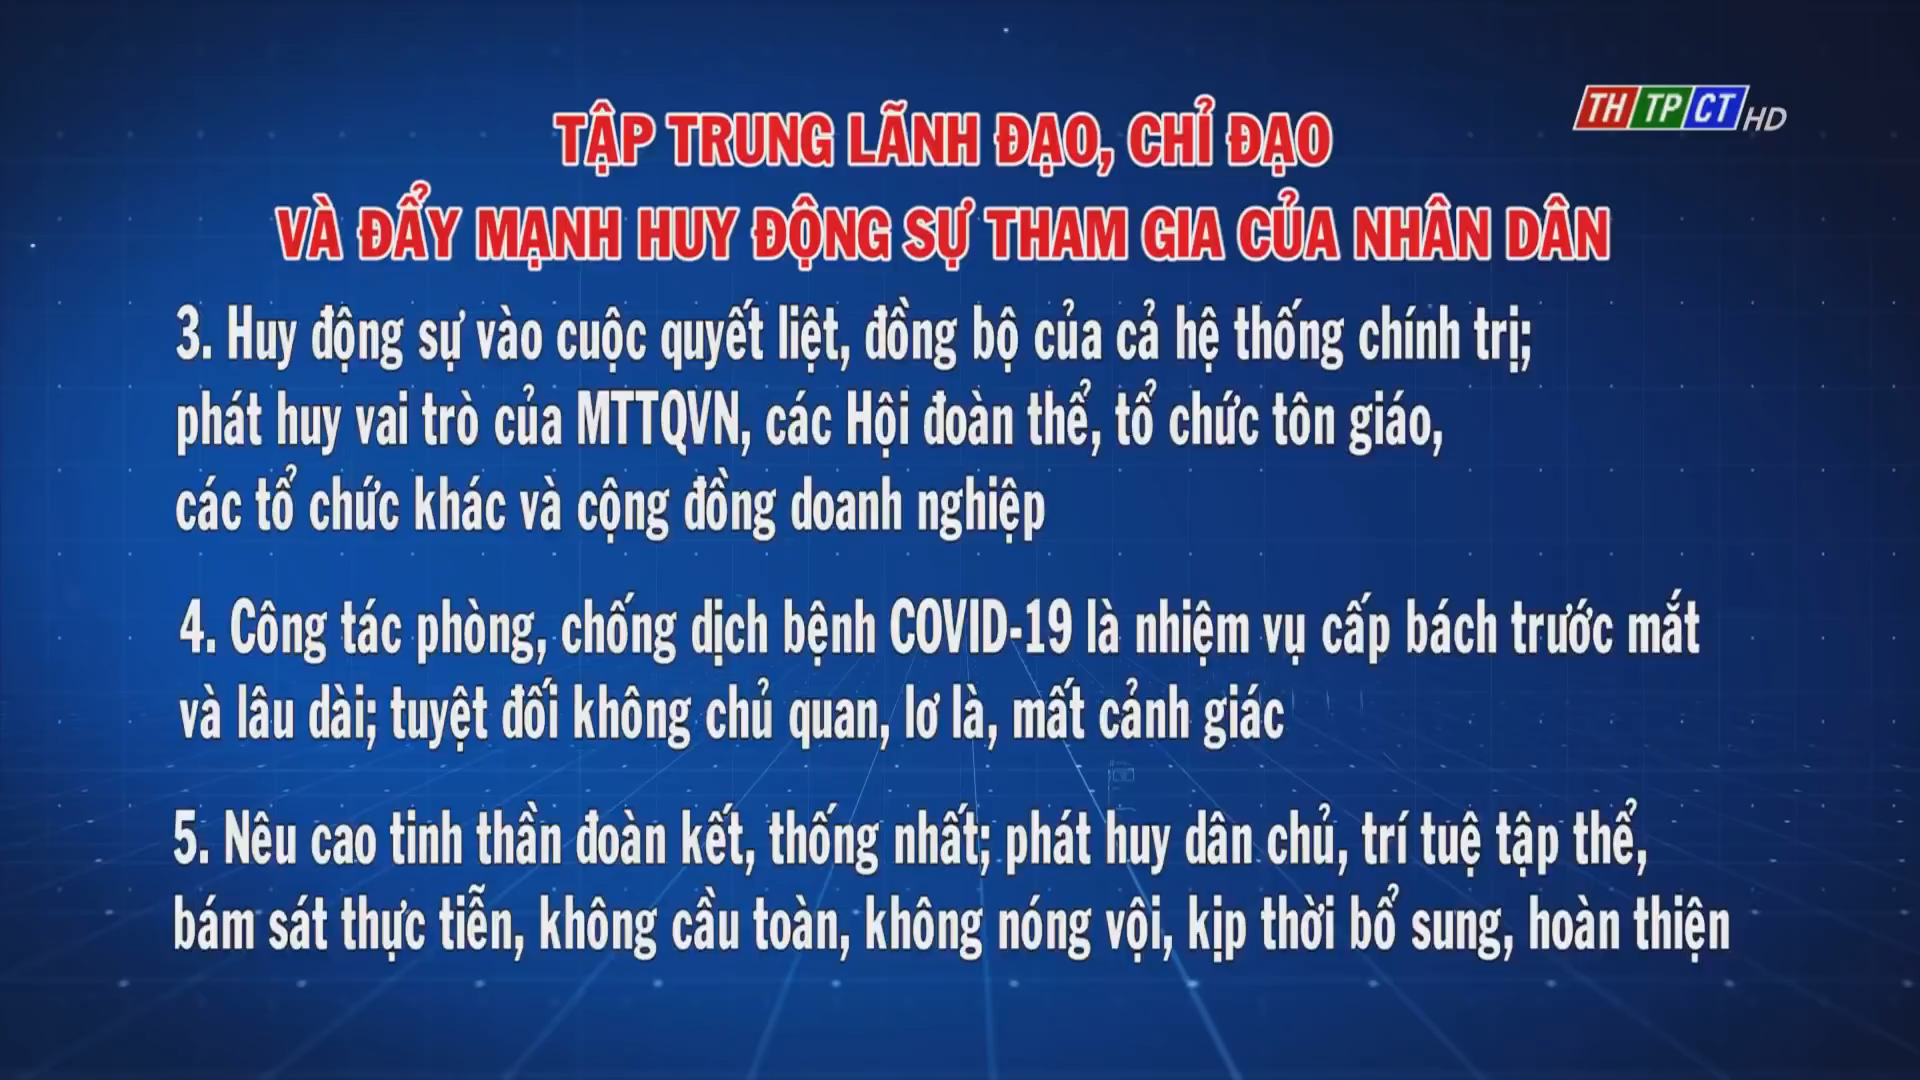 THTPCT HD
TẬP TRUNG LÃNH ĐẠO, CHỈ ĐẠO
VÀ ĐẨY MẠNH HUY ĐỘNG SỰ THAM GIA CỦA NHÂN DÂN
3. Huy động sự vào cuộc quyết liệt, đồng bộ của cả hệ thống chính trị;
phát huy vai trò của MTTQVN, các Hội đoàn thể, tổ chức tôn giáo,
các tổ chức khác và cộng đồng doanh nghiệp
4. Công tác phòng, chống dịch bệnh COVID-19 là nhiệm vụ cấp bách trước mắt
và lâu dài; tuyệt đối không chủ quan, lơ là, mất cảnh giác
5. Nêu cao tinh thần đoàn kết, thống nhất; phát huy dân chủ, trí tuệ tập thể,
bám sát thực tiễn, không cầu toàn, không nóng vội, kịp thời bổ sung, hoàn thiện